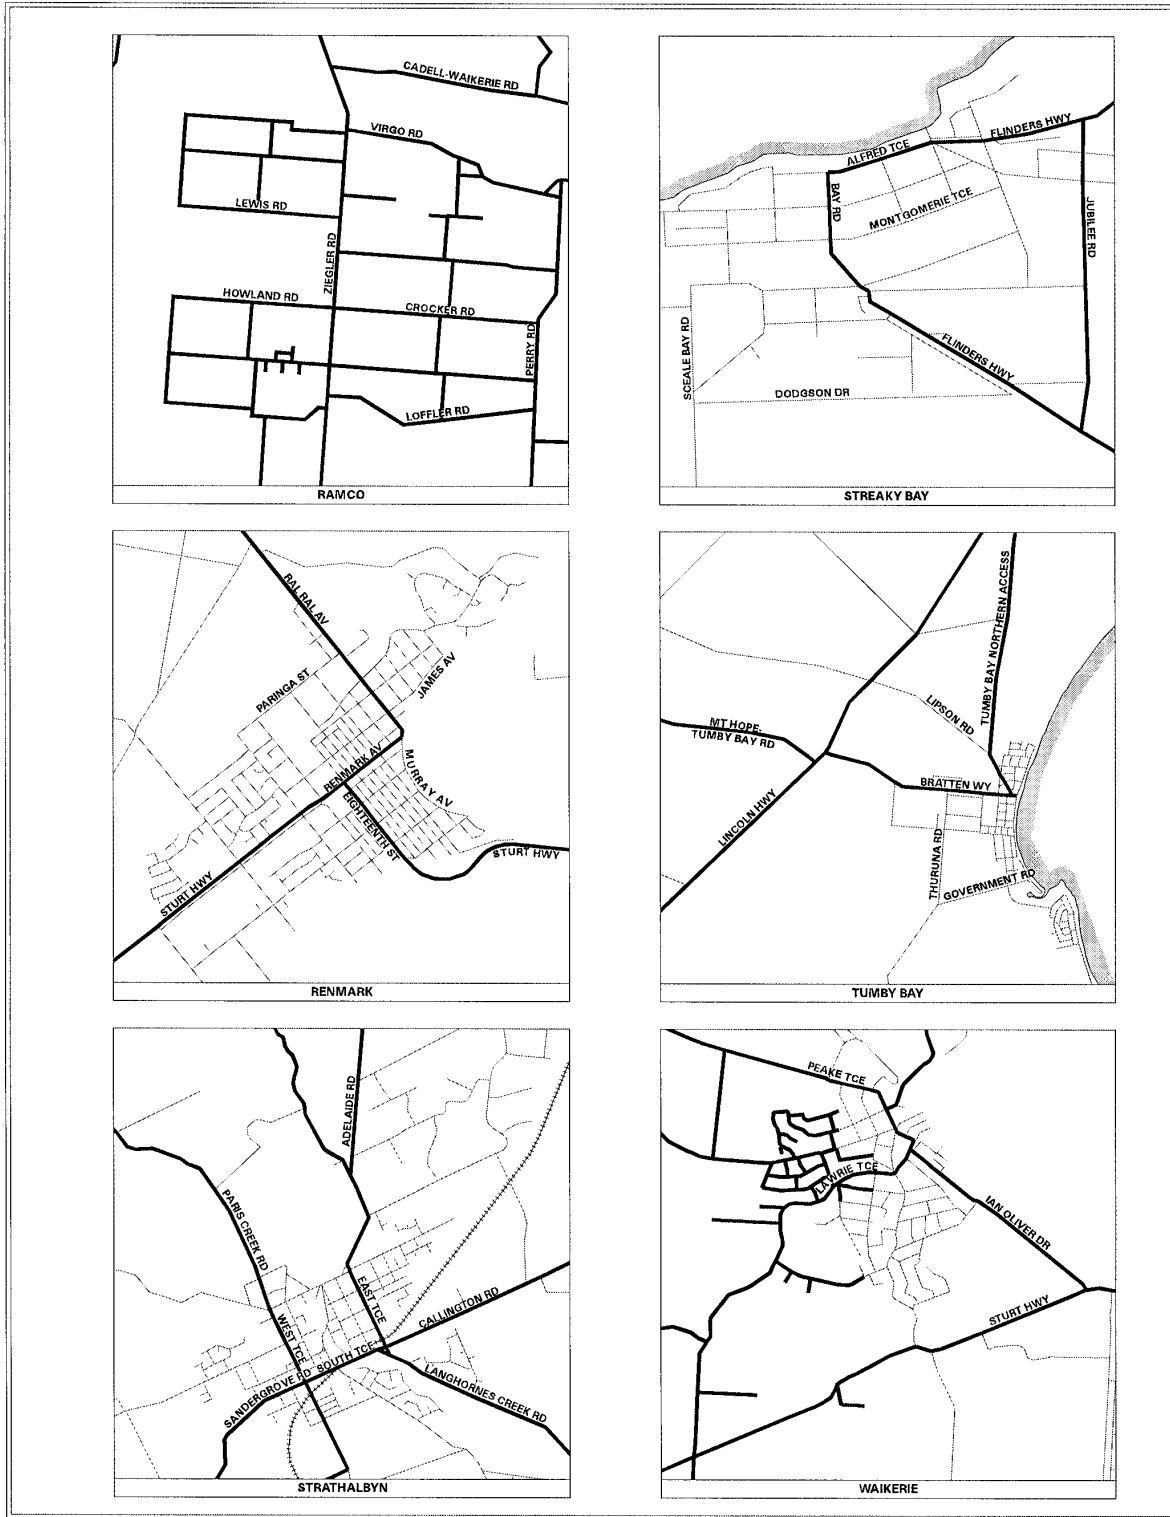 CADELL-WAIKERIE RD
VIRGO RD
LEWIS RD
ZIEGLER RD
HOWLAND RD
CROCKER RD
PERRY RD
LOFFLER RD
RAMCO
FLINDERS HWY
ALFRED TCE
BAY RD
MONTGOMERIE TCE
JUBILEE RD
SCEALE BAY RD
FLINDERS HWY
DODGSON DR
STREAKY BAY
RAL RAL AV
PARINGA ST
JAMES AV
RENMARK AV
MURRAY AV
EIGHTEENTH ST
STURT HWY
STURT HWY
RENMARK
TUMBY BAY NORTHERN ACCESS
LIPSON RD
MT HOPE-
TUMBY BAY RD
BRATTEN WY
LINCOLN HWY
THURUNA RD
GOVERNMENT RD
TUMBY BAY
ADELAIDE RD
PARIS CREEK RD
EAST TCE
CALLINGTON RD
WEST TCE
SOUTH TCE
SANDERGROVE RD
LANGHORNES CREEK RD
STRATHALBYN
PEAKE TCE
LAWRIE TCE
IAN OLIVER DR
STURT HWY
WAIKERIE